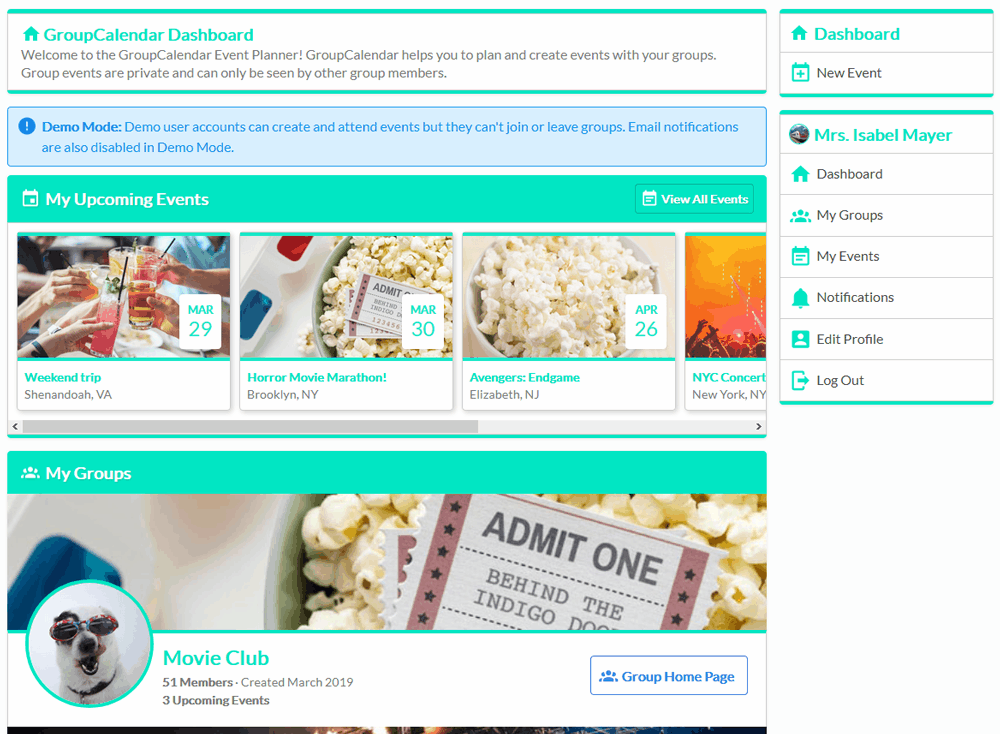 GroupCalendar Dashboard
Welcome to the GroupCalendar Event Planner! GroupCalendar helps you to plan and create events with your groups.
Group events are private and can only be seen by other group members.
Demo Mode: Demo user accounts can create and attend events but they can't join or leave groups. Email notifications
are also disabled in Demo Mode.
My Upcoming Events
View All Events
MAR
29
Weekend trip
Shenandoah, VA
ADMIT
BEHIND
INDIGO DO
123456
MAR
30
Horror Movie Marathon!
Brooklyn, NY
APR
26
Avengers: Endgame
Elizabeth, NJ
NYC Concert
New York, NY
My Groups
ADMIT ONE
BEHIND THE
INDIGO DOO
Movie Club
51 Members · Created March 2019
3 Upcoming Events
Group Home Page
Dashboard
New Event
Mrs. Isabel Mayer
Dashboard
My Groups
My Events
Notifications
Edit Profile
Log Out